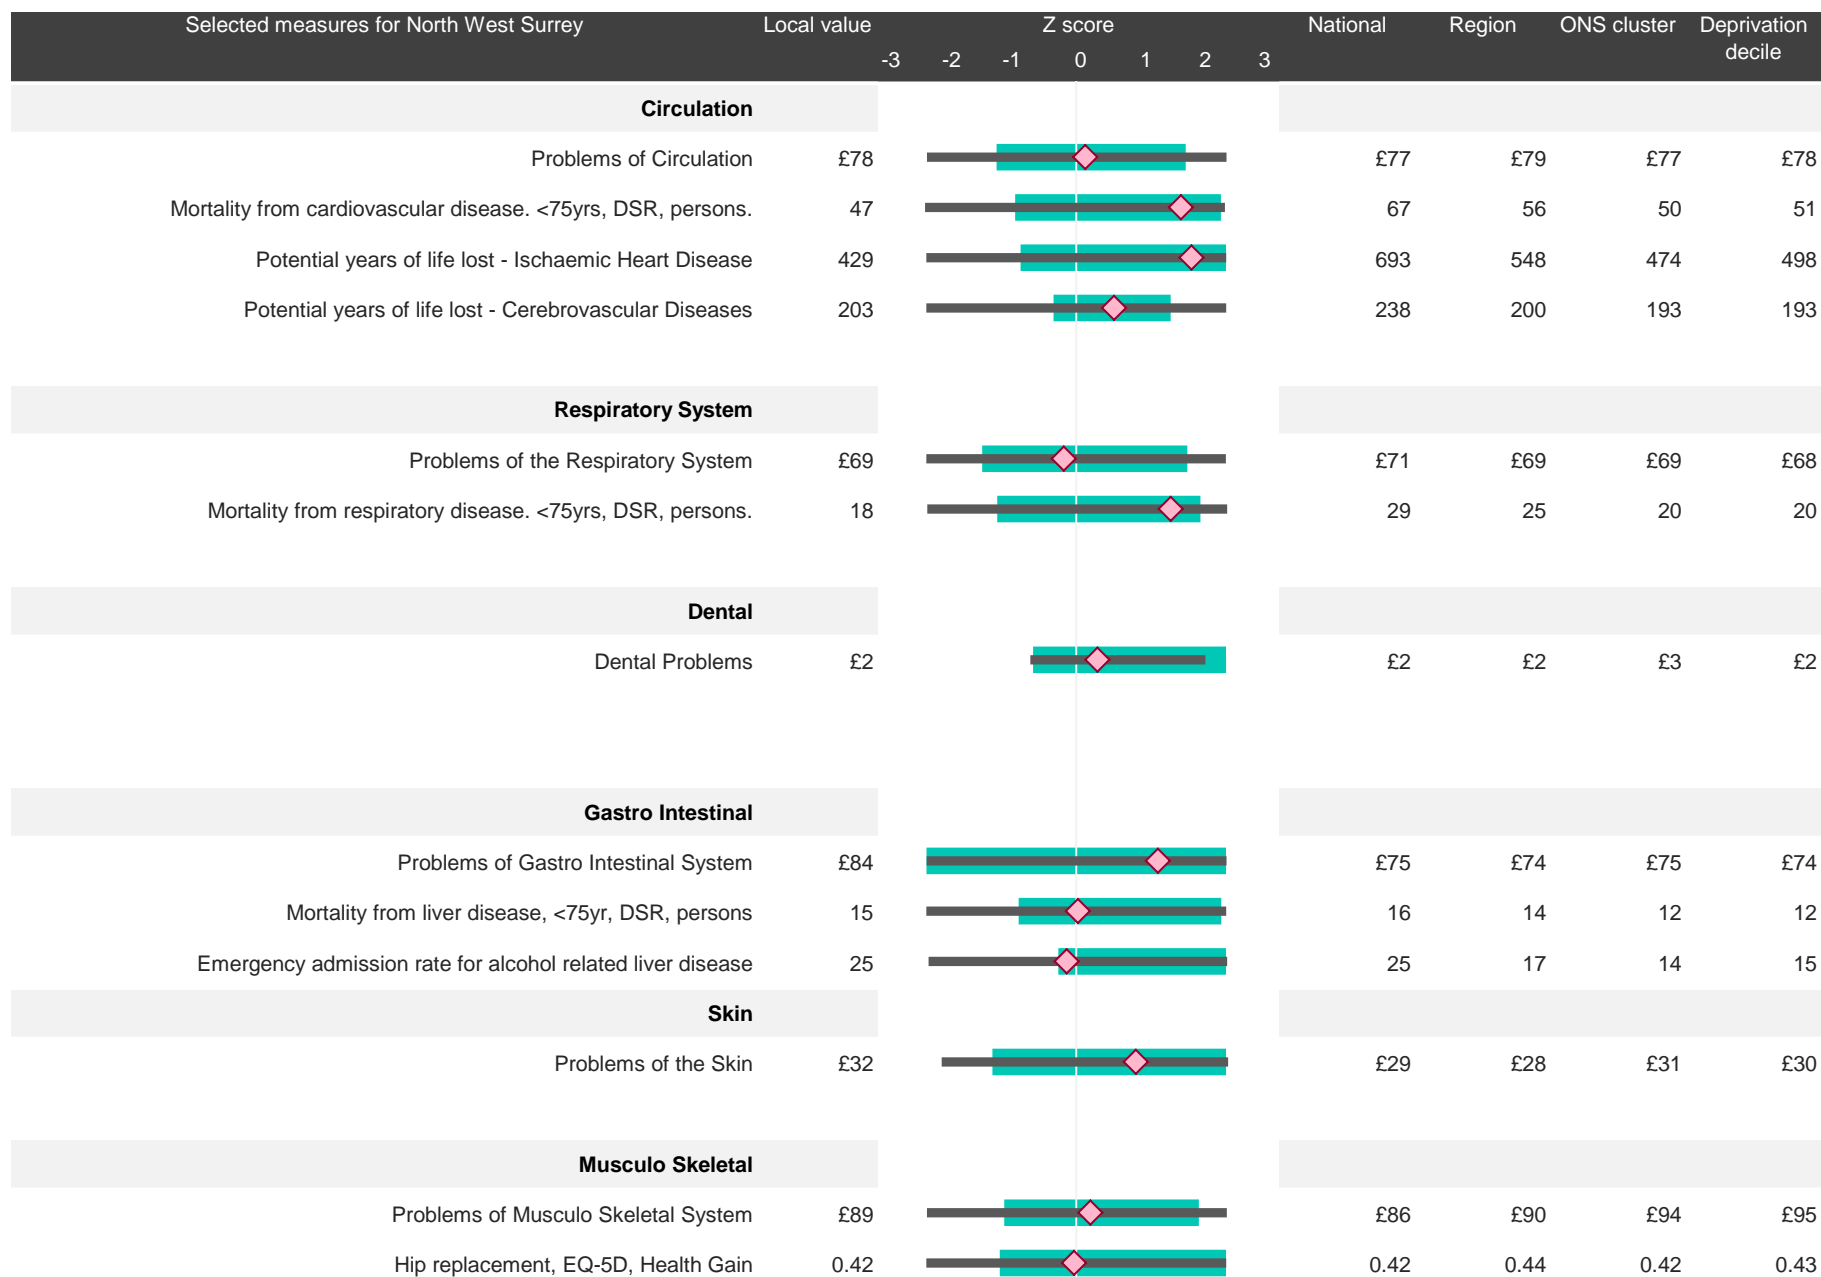 Selected measures for North West Surrey Local value Z score National Region ONS cluster Deprivation decile
-3 -2 -1 0 1 2 3
Circulation
Problems of Circulation £78 £77 £79 £77 £78
Mortality from cardiovascular disease. <75yrs, DSR, persons. 47 67 56 50 51
Potential years of life lost - Ischaemic Heart Disease 429 693 548 474 498
Potential years of life lost - Cerebrovascular Diseases 203 238 200 193 193
Respiratory System
Problems of the Respiratory System £69 £71 £69 £69 £68
Mortality from respiratory disease. <75yrs, DSR, persons. 18 29 25 20 20
Dental
Dental Problems £2 £2 £2 £3 £2
Gastro Intestinal
Problems of Gastro Intestinal System £84 £75 £74 £75 £74
Mortality from liver disease, <75yr, DSR, persons 15 16 14 12 12
Emergency admission rate for alcohol related liver disease 25 25 17 14 15
Skin
Problems of the Skin £32 £29 £28 £31 £30
Musculo Skeletal
Problems of Musculo Skeletal System £89 £86 £90 £94 £95
Hip replacement, EQ-5D, Health Gain 0.42 0.42 0.44 0.42 0.43